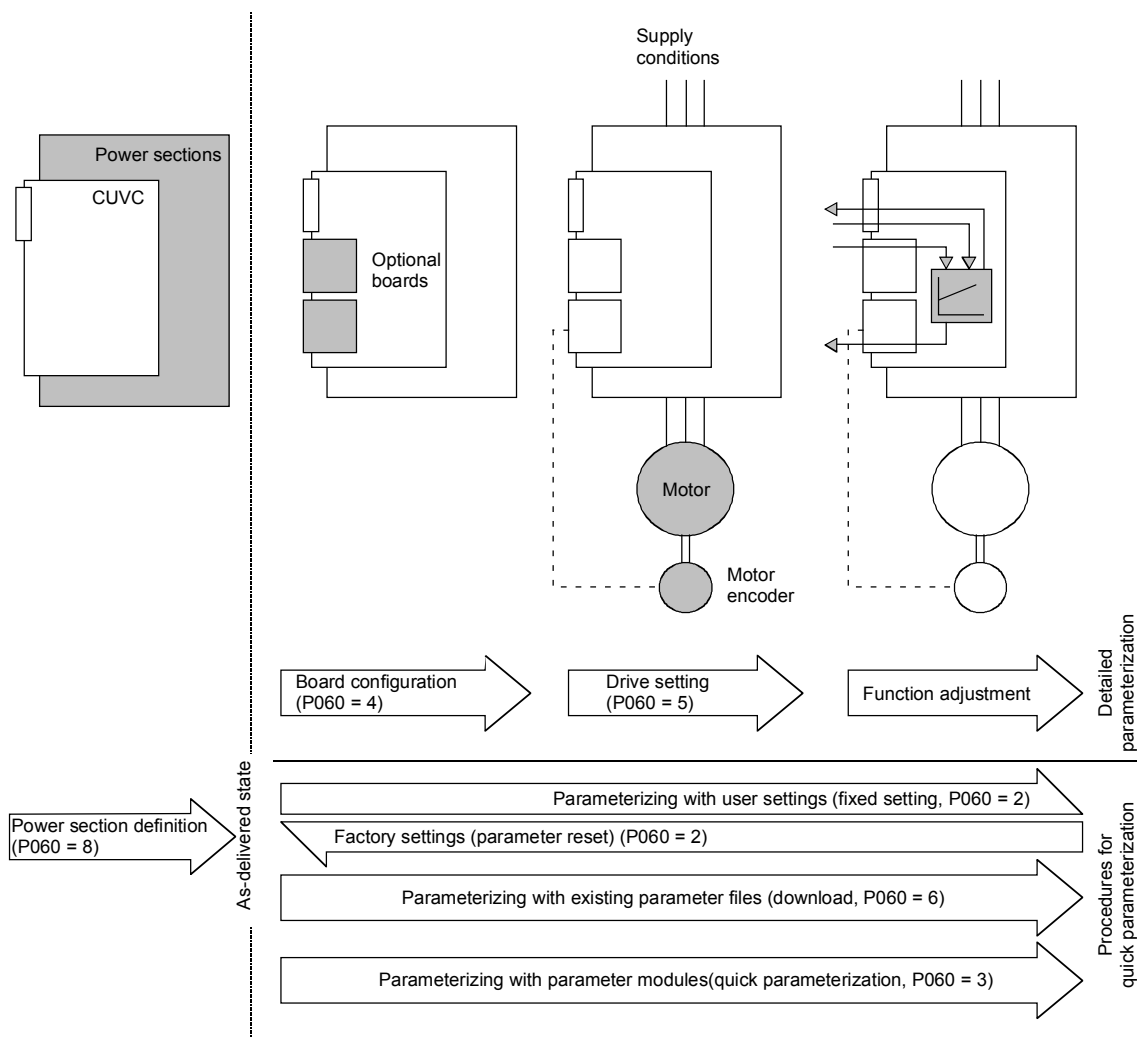 Supply
conditions
Power sections
CUVC
Optional
boards
Motor
Motor
encoder
Board configuration
(P060 = 4)
Drive setting
(P060 = 5)
Function adjustment
Detailed
parameterization
As-delivered state
Power section definition
(P060 = 8)
Parameterizing with user settings (fixed setting, P060 = 2)
Factory settings (parameter reset) (P060 = 2)
Parameterizing with existing parameter files (download, P060 = 6)
Parameterizing with parameter modules(quick parameterization, P060 = 3)
Procedures for
quick parameterization